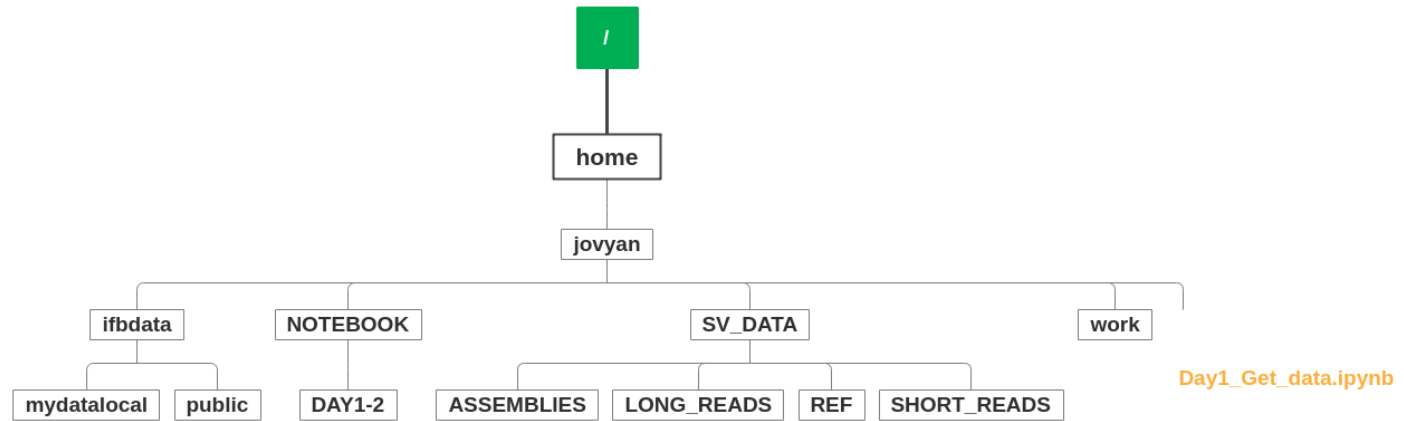 /
home
jovyan
ifbdata
NOTEBOOK
SV_DATA
work
Day1_Get_data.ipynb
mydatalocal
public
DAY1-2
ASSEMBLIES
LONG_READS
REF
SHORT_READS